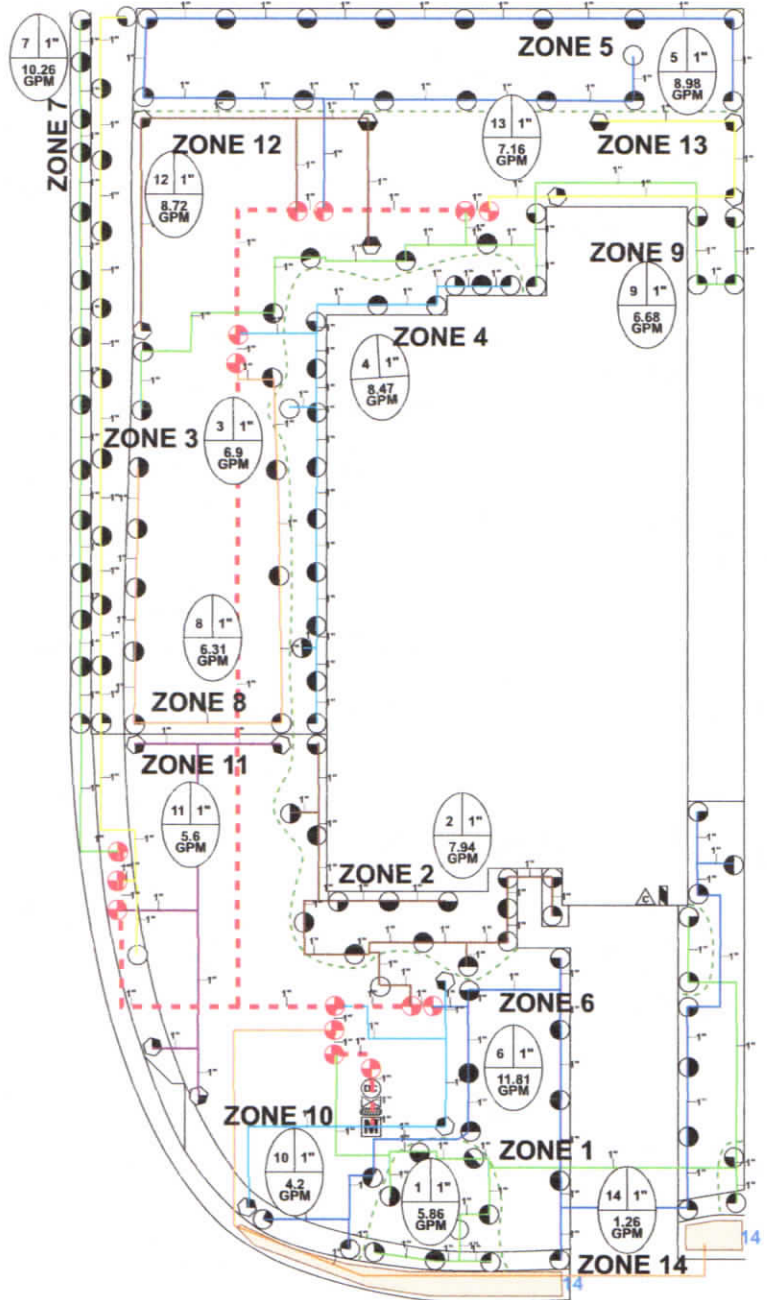 7 1"
10.26
GPM
ZONE 7
ZONE 5
5 1"
8.98
GPM
13 1"
7.16
GPM
ZONE 12
ZONE 13
12 1"
8.72
GPM
ZONE 9
9 1"
6.68
GPM
ZONE 4
4 1"
8.47
GPM
ZONE 3
3 1"
6.9
GPM
8 1"
6.31
GPM
ZONE 8
ZONE 11
11 1"
5.6
GPM
2 1"
7.94
GPM
ZONE 2
C
ZONE 6
6 1"
11.81
GPM
DC
M
ZONE 10
10 1"
4.2
GPM
ZONE 1
1 1"
5.86
GPM
14 1"
1.26
GPM
14
ZONE 14
14